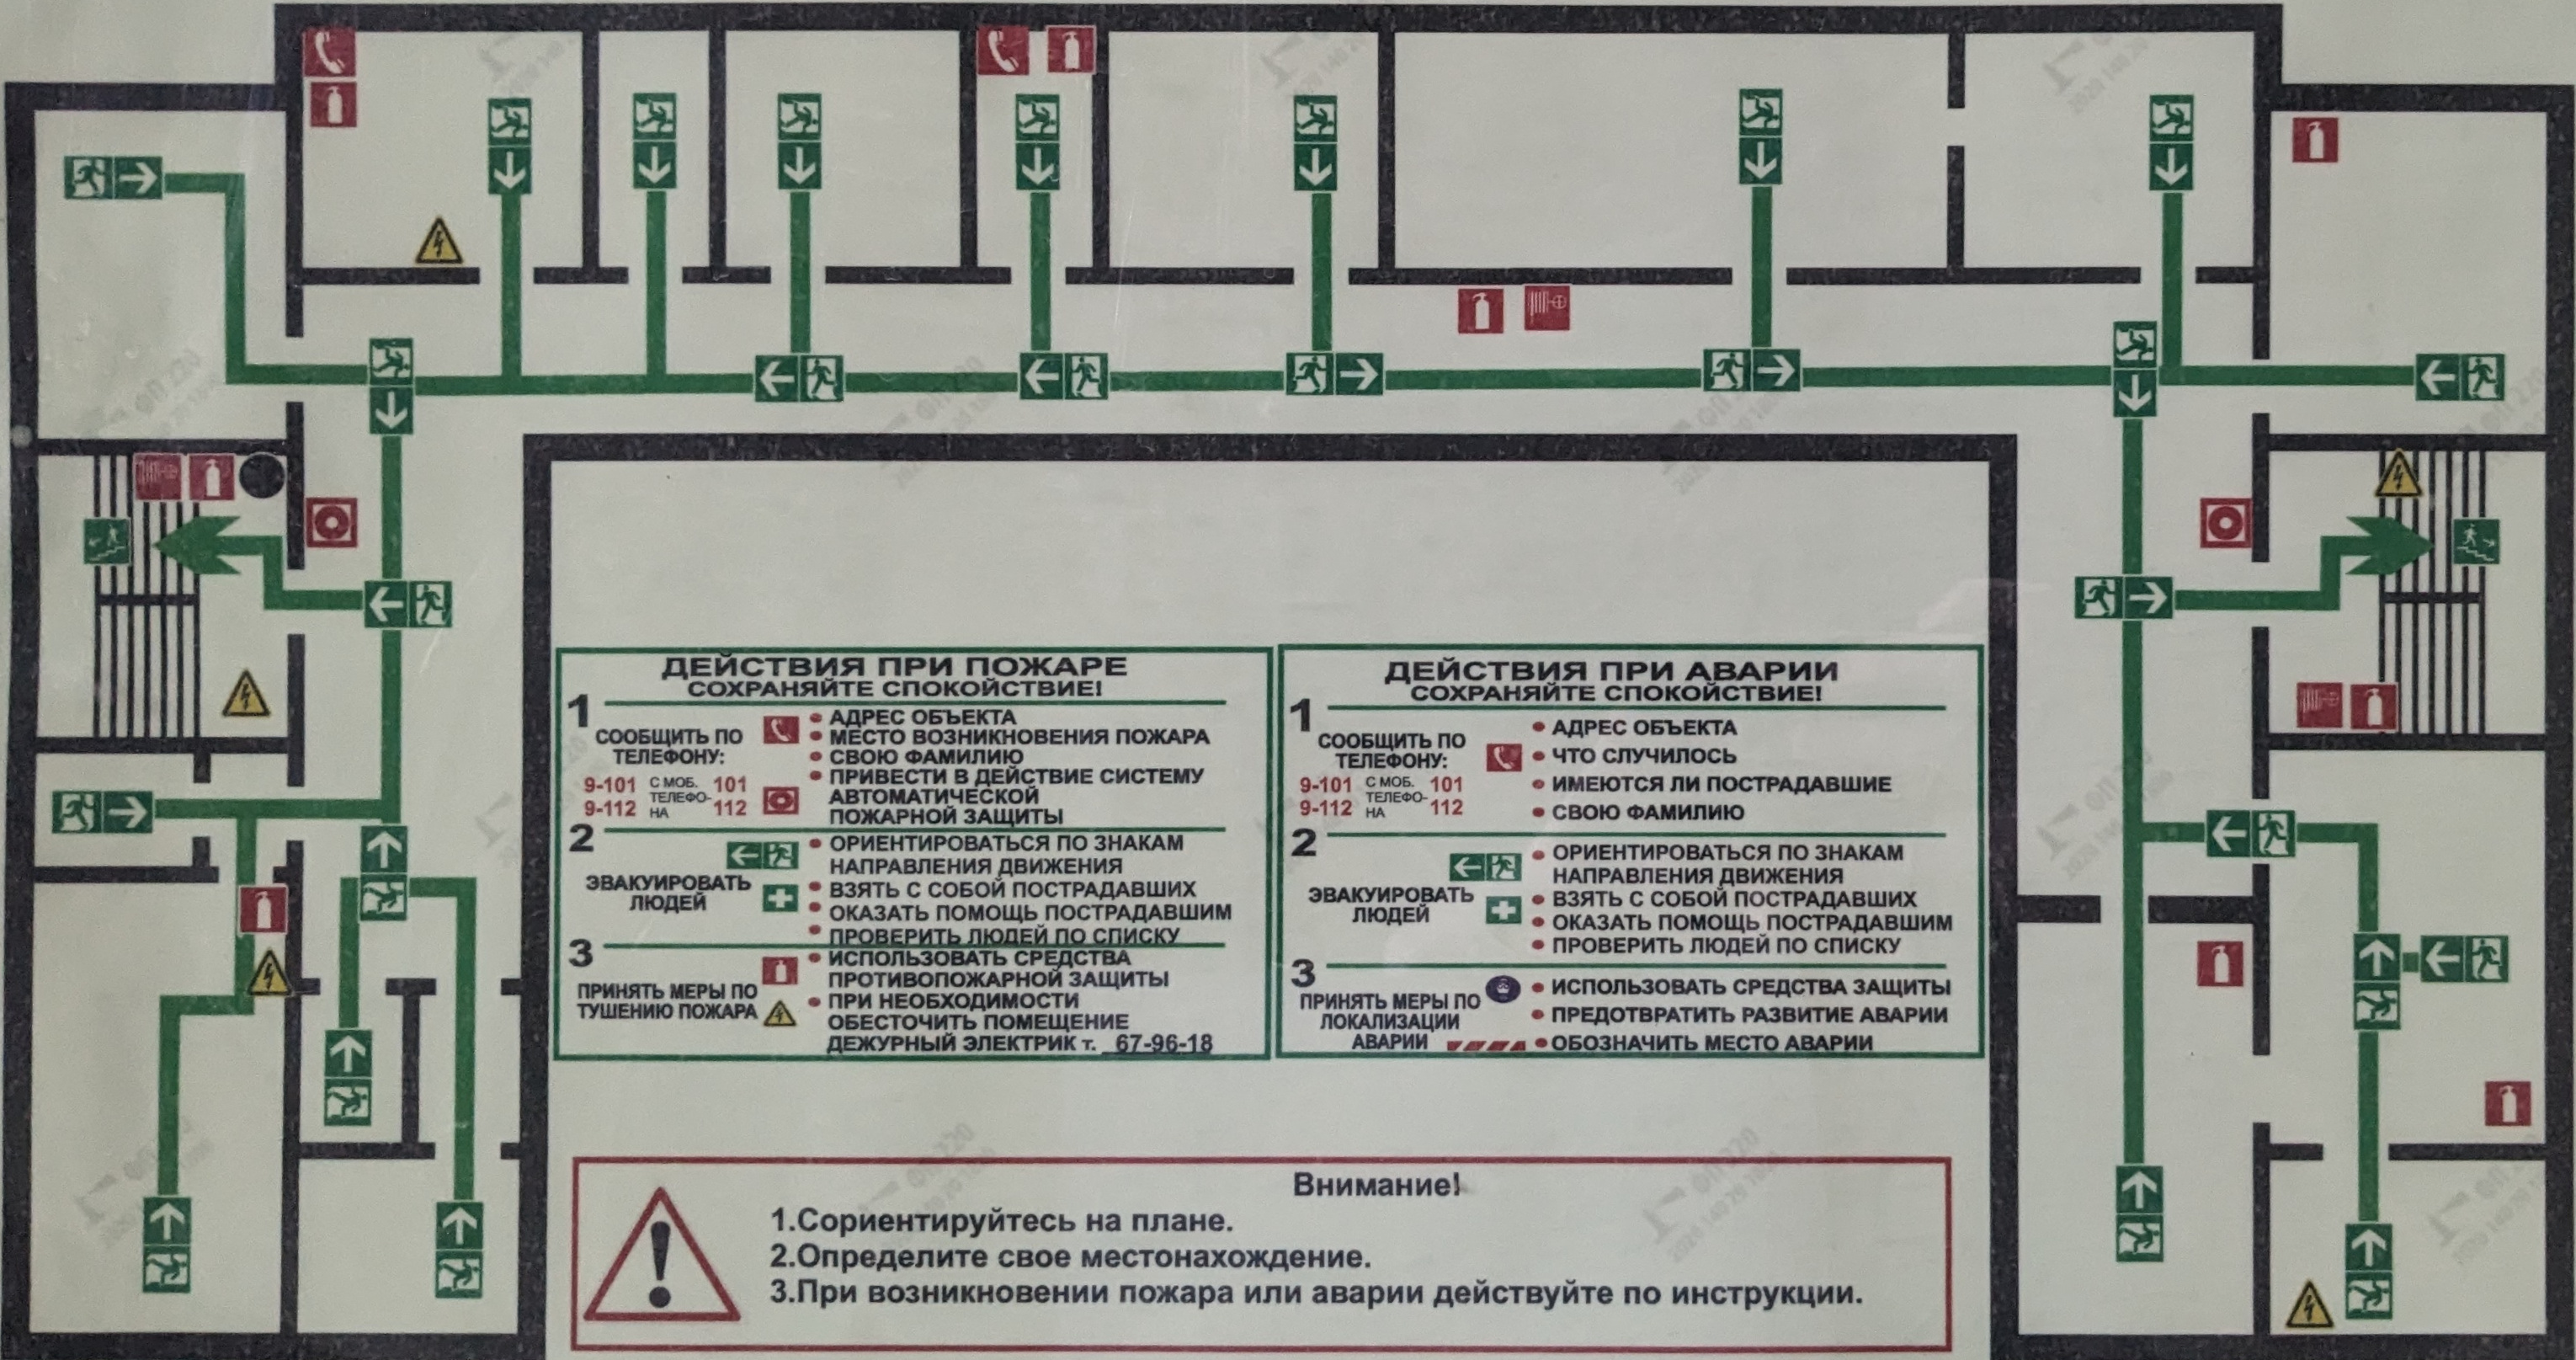 ДЕЙСТВИЯ ПРИ ПОЖАРЕ
СОХРАНЯЙТЕ СПОКОЙСТВИЕ!
1
СООБЩИТЬ ПО
ТЕЛЕФОНУ:
9-101 С МОБ. 101
ТЕЛЕФО-
9-112 НА 112
• АДРЕС ОБЪЕКТА
• МЕСТО ВОЗНИКНОВЕНИЯ ПОЖАРА
• СВОЮ ФАМИЛИЮ
• ПРИВЕСТИ В ДЕЙСТВИЕ СИСТЕМУ
АВТОМАТИЧЕСКОЙ
ПОЖАРНОЙ ЗАЩИТЫ
2
ЭВАКУИРОВАТЬ
ЛЮДЕЙ
• ОРИЕНТИРОВАТЬСЯ ПО ЗНАКАМ
НАПРАВЛЕНИЯ ДВИЖЕНИЯ
• ВЗЯТЬ С СОБОЙ ПОСТРАДАВШИХ
• ОКАЗАТЬ ПОМОЩЬ ПОСТРАДАВШИМ
• ПРОВЕРИТЬ ЛЮДЕЙ ПО СПИСКУ
3
ПРИНЯТЬ МЕРЫ ПО
ТУШЕНИЮ ПОЖАРА
• ИСПОЛЬЗОВАТЬ СРЕДСТВА
ПРОТИВОПОЖАРНОЙ ЗАЩИТЫ
• ПРИ НЕОБХОДИМОСТИ
ОБЕСТОЧИТЬ ПОМЕЩЕНИЕ
ДЕЖУРНЫЙ ЭЛЕКТРИК т. 67-96-18
ДЕЙСТВИЯ ПРИ АВАРИИ
СОХРАНЯЙТЕ СПОКОЙСТВИЕ!
1
СООБЩИТЬ ПО
ТЕЛЕФОНУ:
9-101 С МОБ. 101
ТЕЛЕФО-
9-112 НА 112
• АДРЕС ОБЪЕКТА
• ЧТО СЛУЧИЛОСЬ
• ИМЕЮТСЯ ЛИ ПОСТРАДАВШИЕ
• СВОЮ ФАМИЛИЮ
2
ЭВАКУИРОВАТЬ
ЛЮДЕЙ
• ОРИЕНТИРОВАТЬСЯ ПО ЗНАКАМ
НАПРАВЛЕНИЯ ДВИЖЕНИЯ
• ВЗЯТЬ С СОБОЙ ПОСТРАДАВШИХ
• ОКАЗАТЬ ПОМОЩЬ ПОСТРАДАВШИМ
• ПРОВЕРИТЬ ЛЮДЕЙ ПО СПИСКУ
3
ПРИНЯТЬ МЕРЫ ПО
ЛОКАЛИЗАЦИИ
АВАРИИ
• ИСПОЛЬЗОВАТЬ СРЕДСТВА ЗАЩИТЫ
• ПРЕДОТВРАТИТЬ РАЗВИТИЕ АВАРИИ
• ОБОЗНАЧИТЬ МЕСТО АВАРИИ
Внимание!
1.Сориентируйтесь на плане.
2.Определите свое местонахождение.
3.При возникновении пожара или аварии действуйте по инструкции.